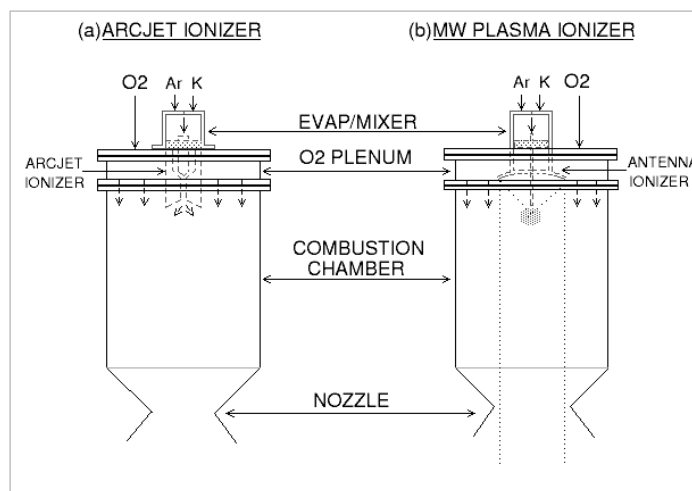 (a)ARCJET IONIZER
(b)MW PLASMA IONIZER
O2
Ar K
Ar K
O2
EVAP/MIXER
ARCJET
IONIZER
O2 PLENUM
ANTENNA
IONIZER
COMBUSTION
CHAMBER
NOZZLE